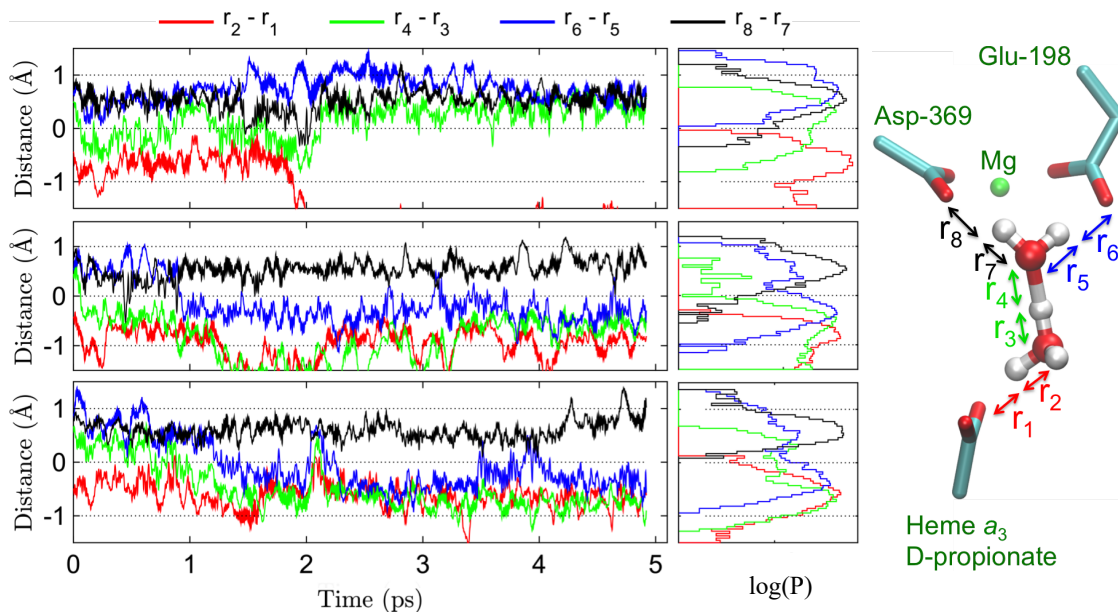 r₂ - r₁ r₄ - r₃ r₆ - r₅ r₈ - r₇
Distance (Å)
1
0
-1
Distance (Å)
1
0
-1
Distance (Å)
1
0
-1
0 1 2 3 4 5
Time (ps)
log(P)
Glu-198
Asp-369
Mg
r₈
r₇
r₆
r₅
r₄
r₃
r₂
r₁
Heme a₃
D-propionate